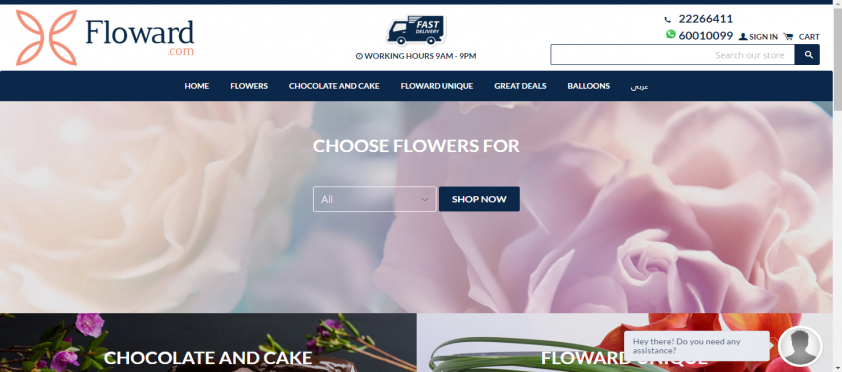 Floward
.com
FAST
DELIVERY
WORKING HOURS 9AM - 9PM
22266411
60010099 SIGN IN CART
Search our store
HOME FLOWERS CHOCOLATE AND CAKE FLOWARD UNIQUE GREAT DEALS BALLOONS عربي
CHOOSE FLOWERS FOR
All SHOP NOW
CHOCOLATE AND CAKE
FLOWARD UNIQUE
Hey there! Do you need any
assistance?